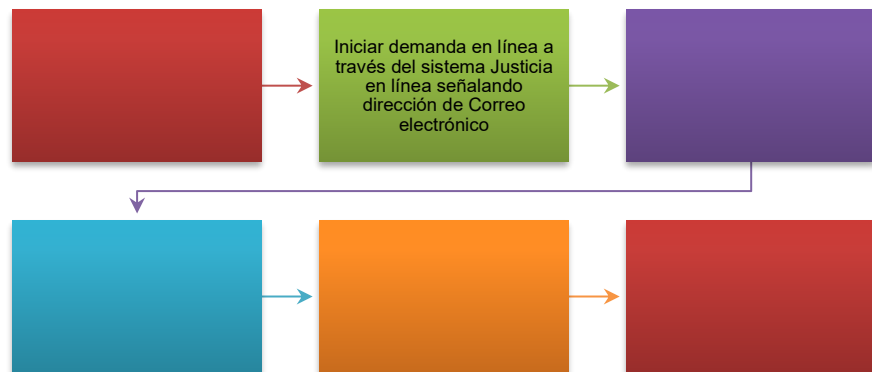 Iniciar demanda en línea a
través del sistema Justicia
en línea señalando
dirección de Correo
electrónico